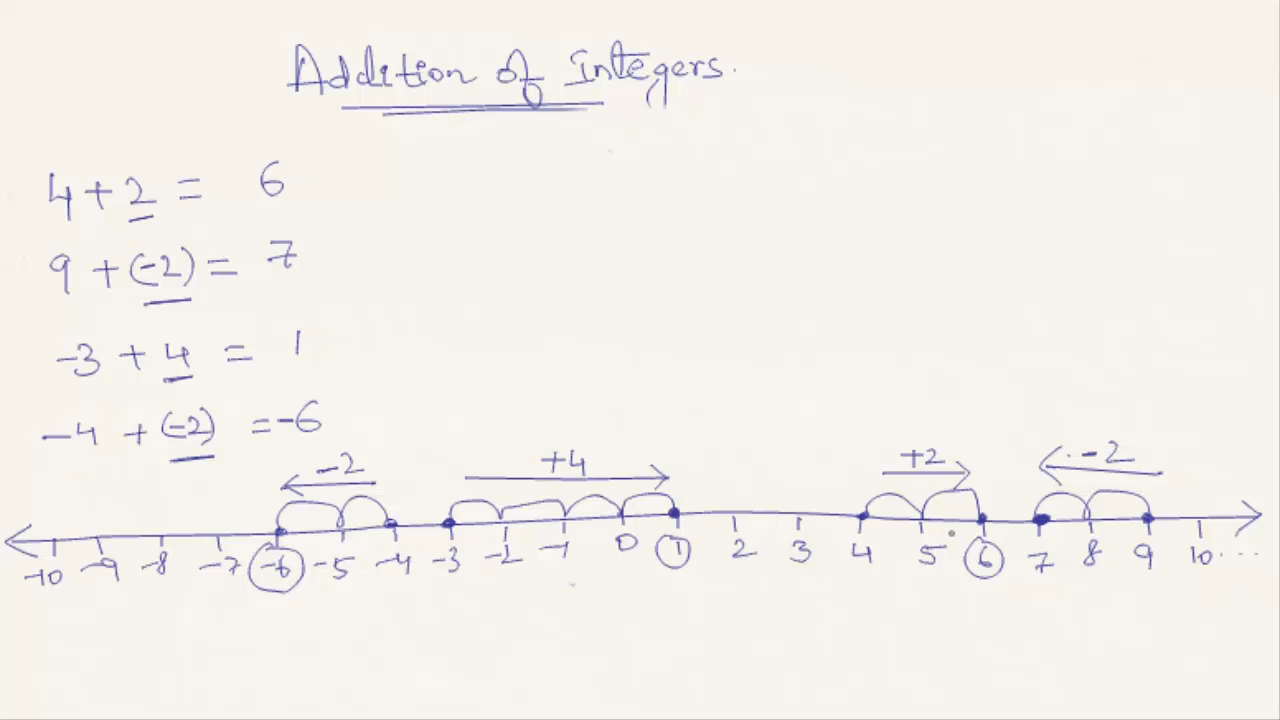 Addition of Integers.
4 + 2 = 6
9 + (-2) = 7
-3 + 4 = 1
-4 + (-2) = -6
-2 +4 +2 -2
-10 -9 -8 -7 -6 -5 -4 -3 -2 -1 0 1 2 3 4 5 6 7 8 9 10 ....